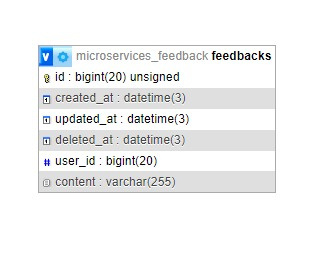 v microservices_feedback feedbacks
id : bigint(20) unsigned
created_at : datetime(3)
updated_at : datetime(3)
deleted_at : datetime(3)
# user_id : bigint(20)
content : varchar(255)